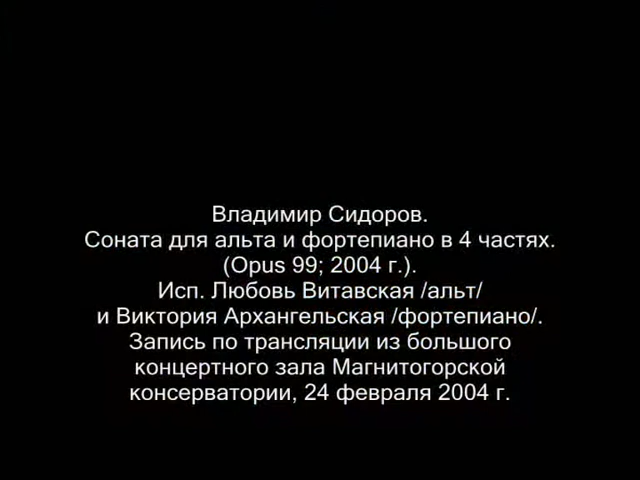 Владимир Сидоров.
Соната для альта и фортепиано в 4 частях.
(Opus 99; 2004 г.).
Исп. Любовь Витавская /альт/
и Виктория Архангельская /фортепиано/.
Запись по трансляции из большого
концертного зала Магнитогорской
консерватории, 24 февраля 2004 г.